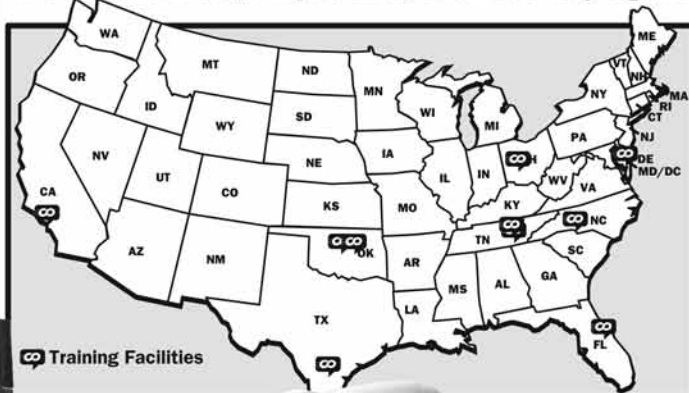 WA
ME
MT
ND
VT
NH
OR
MN
ID
SD
WI
NY
MA
RI
CT
WY
MI
IA
PA
NJ
NE
NV
OH
DE
UT
IL
IN
MD/DC
CO
WV
VA
CA
KS
MO
KY
NC
TN
AZ
NM
OK
AR
SC
MS
AL
GA
LA
TX
FL
Training Facilities